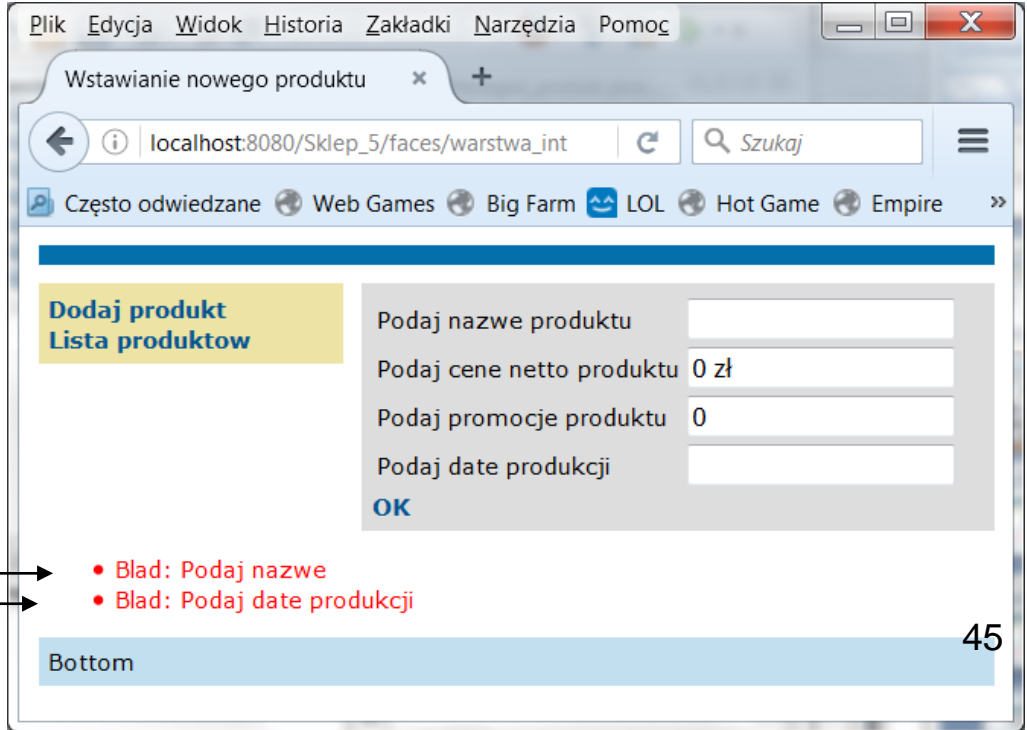 Plik Edycja Widok Historia Zakładki Narzędzia Pomoc
Wstawianie nowego produktu × +
localhost:8080/Sklep_5/faces/warstwa_int Szukaj
Często odwiedzane Web Games Big Farm LOL Hot Game Empire »
Dodaj produkt
Lista produktow
Podaj nazwe produktu
Podaj cene netto produktu 0 zł
Podaj promocje produktu 0
Podaj date produkcji
OK
• Blad: Podaj nazwe
• Blad: Podaj date produkcji
45
Bottom